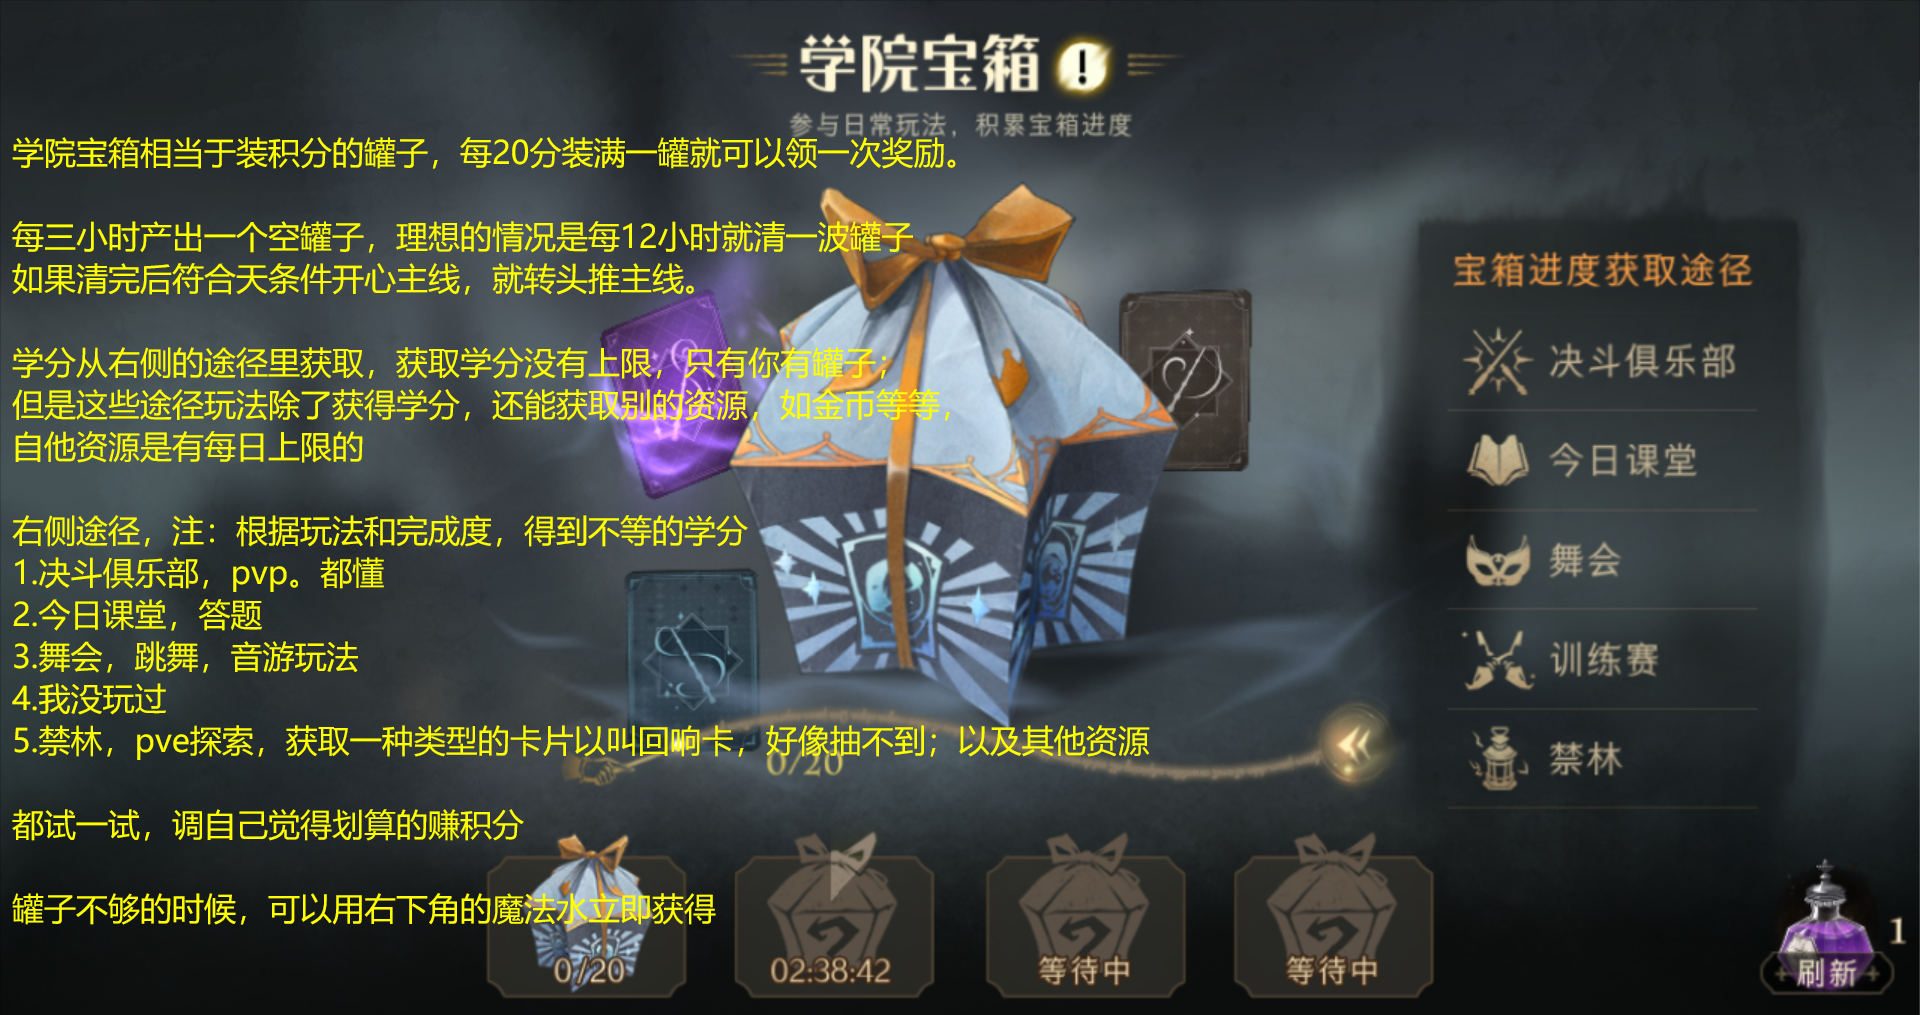 学院宝箱
参与日常玩法，积累宝箱进度
学院宝箱相当于装积分的罐子，每20分装满一罐就可以领一次奖励。
每三小时产出一个空罐子，理想的情况是每12小时就清一波罐子
如果清完后符合天条件开心主线，就转头推主线。
学分从右侧的途径里获取，获取学分没有上限，只有你有罐子；
但是这些途径玩法除了获得学分，还能获取别的资源，如金币等等，
自他资源是有每日上限的
右侧途径，注：根据玩法和完成度，得到不等的学分
1.决斗俱乐部，pvp。都懂
2.今日课堂，答题
3.舞会，跳舞，音游玩法
4.我没玩过
5.禁林，pve探索，获取一种类型的卡片以叫回响卡，好像抽不到；以及其他资源
0/20
都试一试，调自己觉得划算的赚积分
罐子不够的时候，可以用右下角的魔法水立即获得
宝箱进度获取途径
决斗俱乐部
今日课堂
舞会
训练赛
禁林
0/20
02:38:42
等待中
等待中
1
刷新